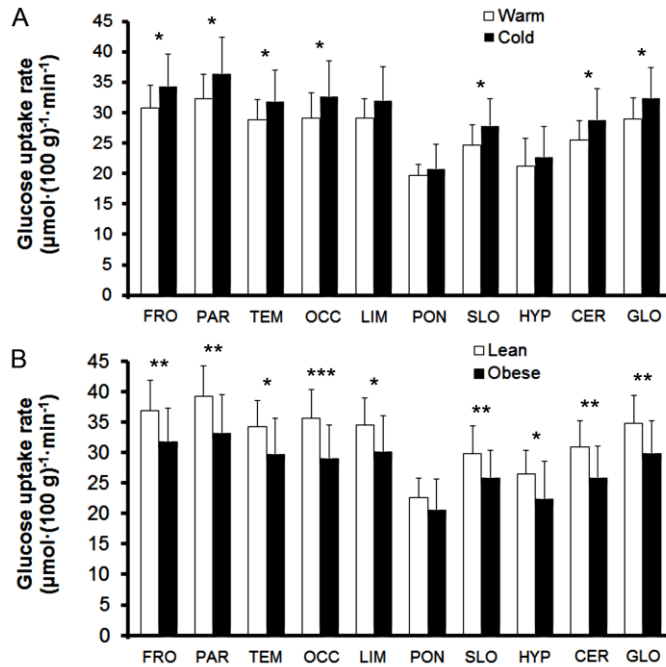 A
Glucose uptake rate
(µmol·(100 g)⁻¹·min⁻¹)
45
40
35
30
25
20
15
10
5
0
Warm
Cold
* * * * * * *
FRO PAR TEM OCC LIM PON SLO HYP CER GLO
B
Glucose uptake rate
(µmol·(100 g)⁻¹·min⁻¹)
45
40
35
30
25
20
15
10
5
0
Lean
Obese
** ** * *** * ** * ** **
FRO PAR TEM OCC LIM PON SLO HYP CER GLO